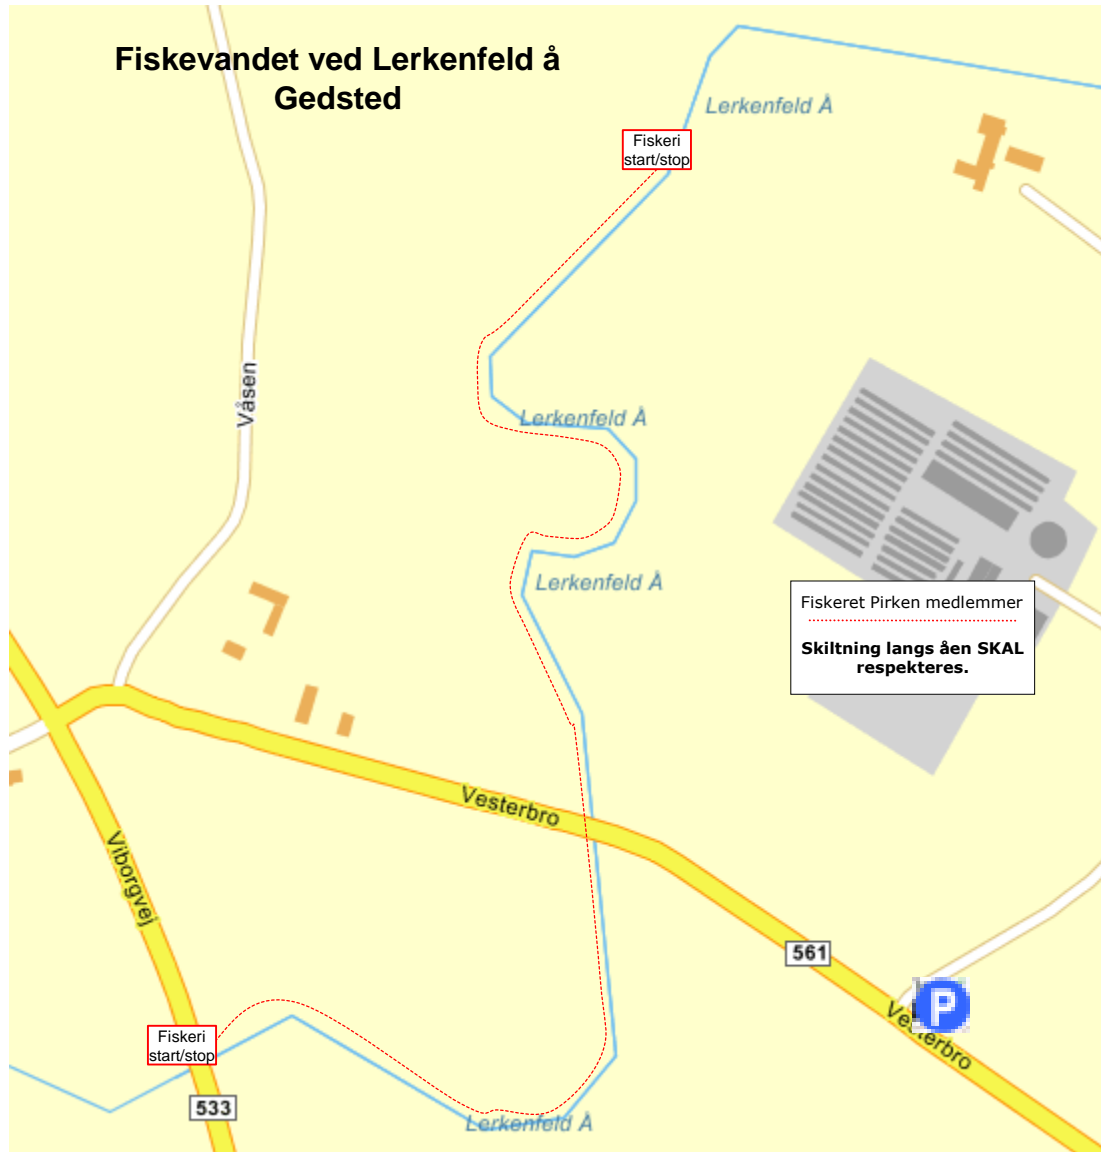 Fiskevandet ved Lerkenfeld å
Gedsted
Lerkenfeld Å
Fiskeri
start/stop
Våsen
Lerkenfeld Å
Lerkenfeld Å
Fiskeret Pirken medlemmer
Skiltning langs åen SKAL
respekteres.
Vesterbro
Viborgvej
561
P
Vesterbro
Fiskeri
start/stop
533
Lerkenfeld Å